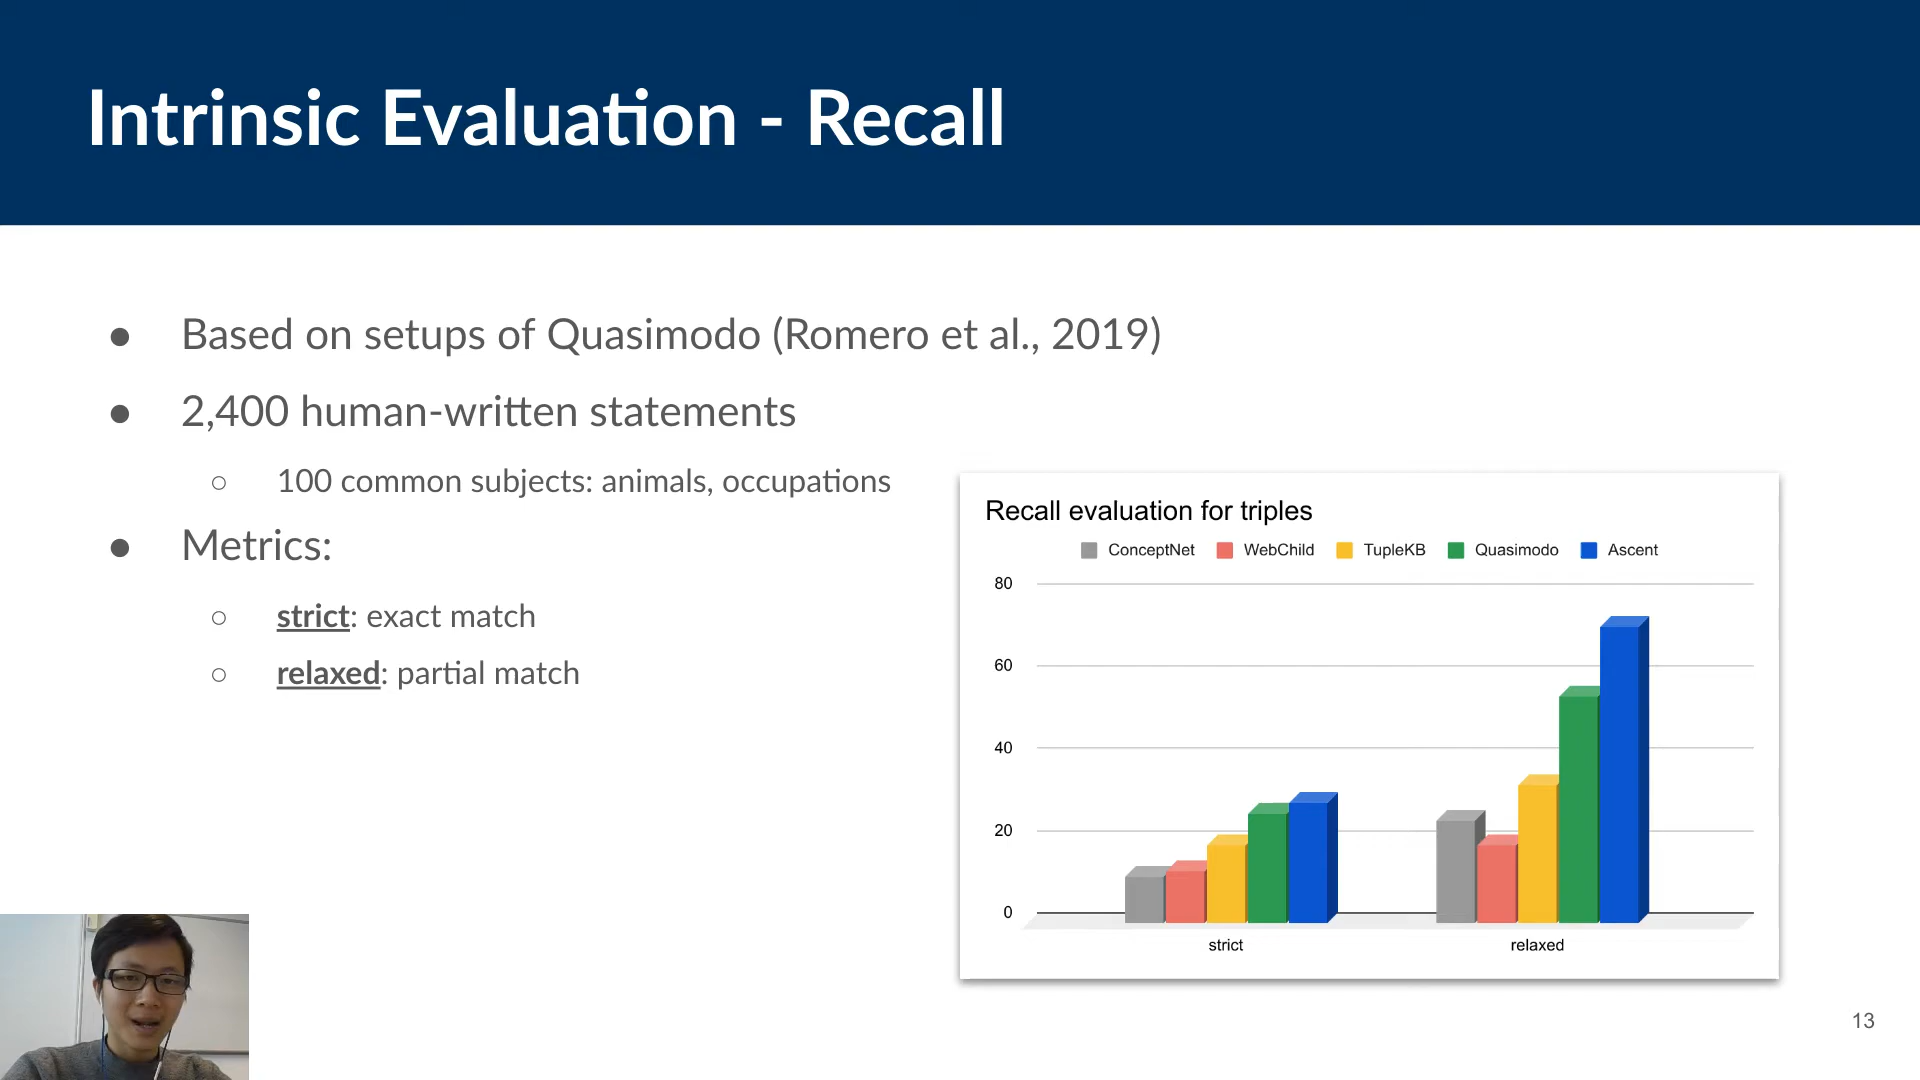 Intrinsic Evaluation - Recall
● Based on setups of Quasimodo (Romero et al., 2019)
● 2,400 human-written statements
○ 100 common subjects: animals, occupations
● Metrics:
○ strict: exact match
○ relaxed: partial match
Recall evaluation for triples
ConceptNet WebChild TupleKB Quasimodo Ascent
80
60
40
20
0
strict relaxed
13